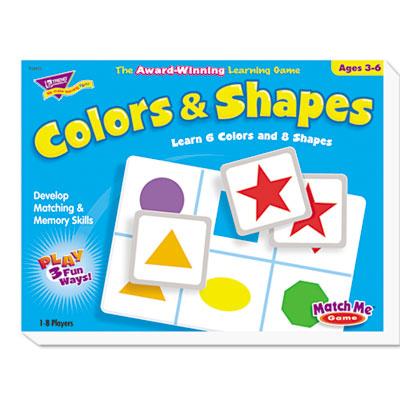 TREND
The Award-Winning Learning Game
Ages 3-6
Colors & Shapes
Learn 6 Colors and 8 Shapes
Develop
Matching &
Memory Skills
PLAY
3 Fun
Ways!
1-8 Players
Match Me
Game